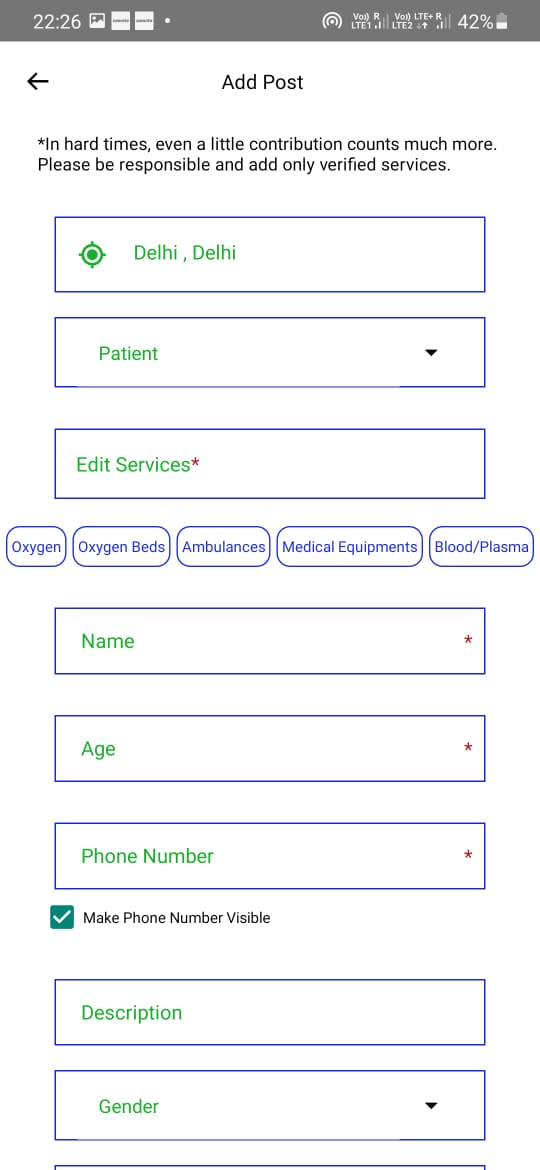 22:26 Vo) R LTE1 Vo) LTE+ R LTE2 42%
Add Post
*In hard times, even a little contribution counts much more.
Please be responsible and add only verified services.
Delhi , Delhi
Patient
Edit Services*
Oxygen Oxygen Beds Ambulances Medical Equipments Blood/Plasma
Name *
Age *
Phone Number *
Make Phone Number Visible
Description
Gender